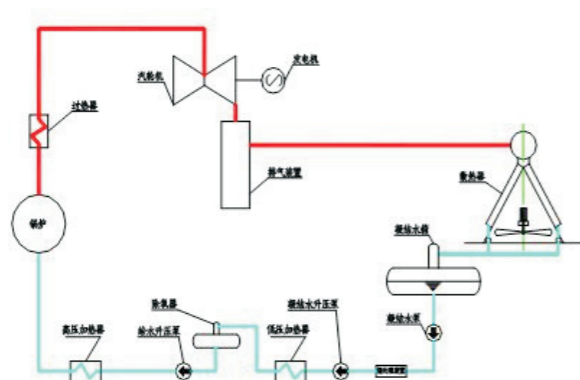 汽轮机
发电机
过热器
排气装置
散热器
锅炉
凝结水箱
除氧器
凝结水升压泵
凝结水泵
高压加热器
给水升压泵
低压加热器